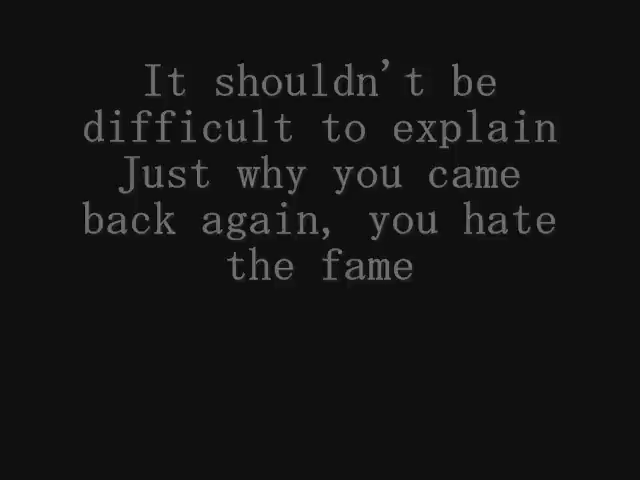 It shouldn't be
difficult to explain
Just why you came
back again, you hate
the fame